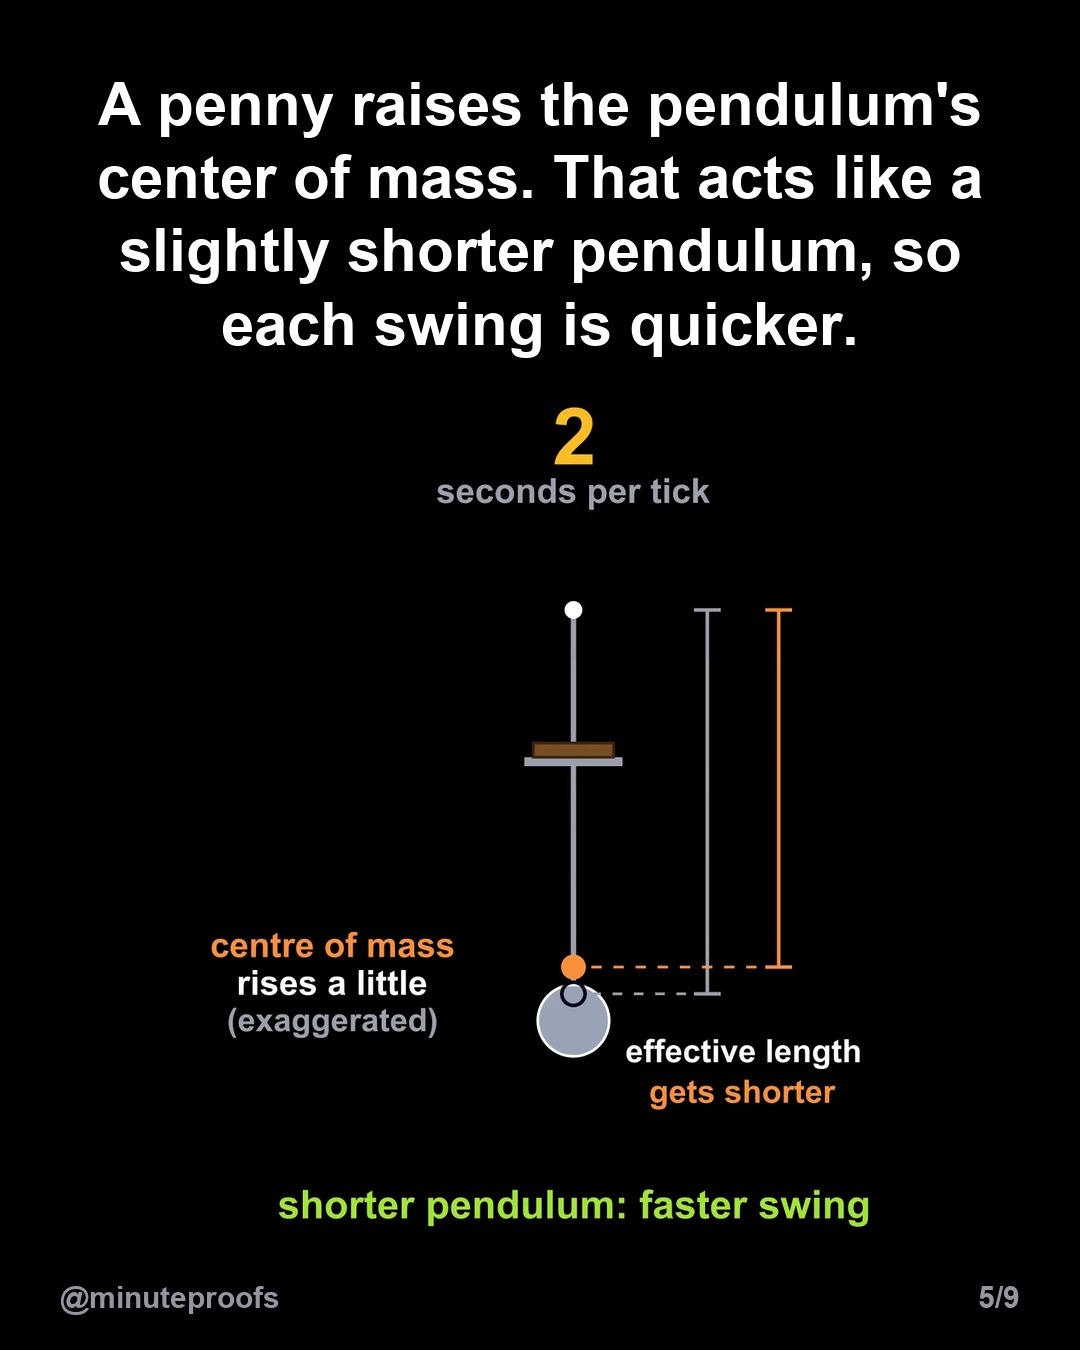 A penny raises the pendulum's
center of mass. That acts like a
slightly shorter pendulum, so
each swing is quicker.
2
seconds per tick
centre of mass
rises a little
(exaggerated)
effective length
gets shorter
shorter pendulum: faster swing
@minuteproofs
5/9